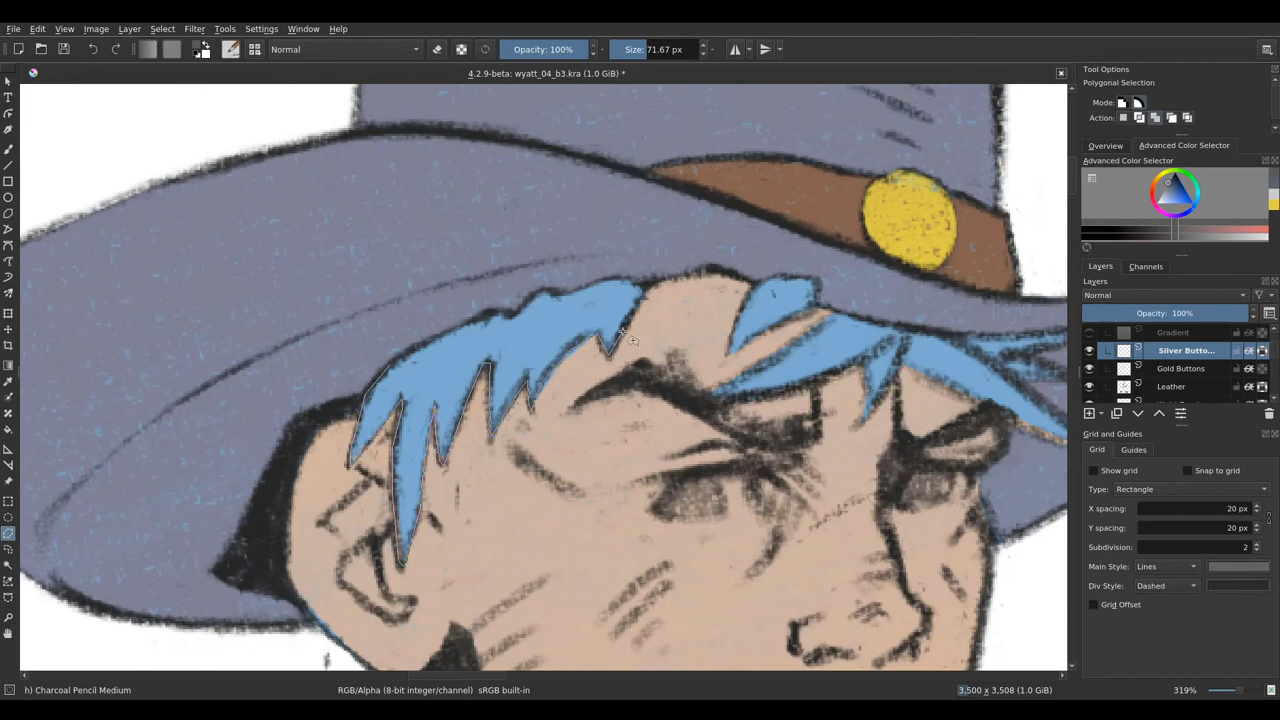 File Edit View Image Layer Select Filter Tools Settings Window Help
Normal Opacity: 100% Size: 71.67 px
4.2.9-beta: wyatt_04_b3.kra (1.0 GiB) *
Tool Options
Polygonal Selection
Mode:
Action:
Overview Advanced Color Selector
Advanced Color Selector
Layers Channels
Layers
Normal
Opacity: 100%
Gradient
Silver Butto...
Gold Buttons
Leather
Grid and Guides
Grid Guides
Show grid Snap to grid
Type: Rectangle
X spacing: 20 px
Y spacing: 20 px
Subdivision: 2
Main Style: Lines
Div Style: Dashed
Grid Offset
h) Charcoal Pencil Medium RGB/Alpha (8-bit integer/channel) sRGB built-in 3,500 x 3,508 (1.0 GiB) 319%